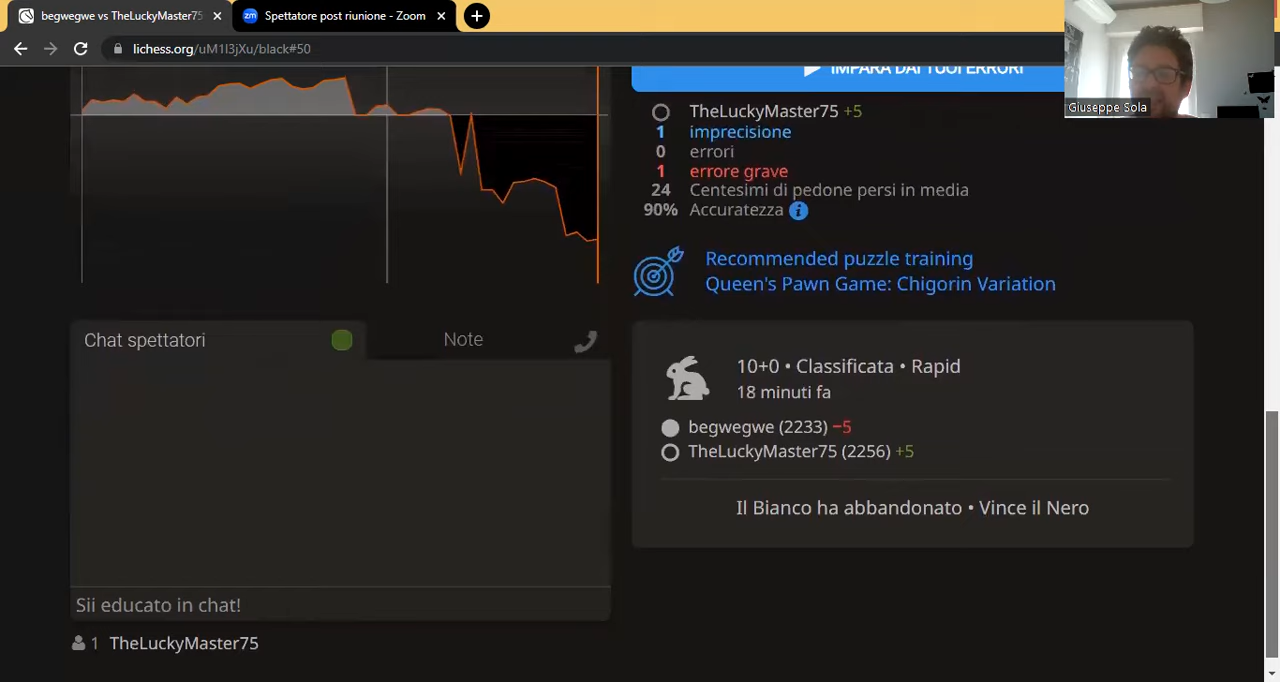 begwegwe vs TheLuckyMaster75
zm Spettatore post riunione - Zoom
lichess.org/uM1l3jXu/black#50
IMPARA DAI TUOI ERRORI
Giuseppe Sola
TheLuckyMaster75 +5
1 imprecisione
0 errori
1 errore grave
24 Centesimi di pedone persi in media
90% Accuratezza
Recommended puzzle training
Queen's Pawn Game: Chigorin Variation
Chat spettatori
Note
10+0 • Classificata • Rapid
18 minuti fa
begwegwe (2233) −5
TheLuckyMaster75 (2256) +5
Il Bianco ha abbandonato • Vince il Nero
Sii educato in chat!
1 TheLuckyMaster75